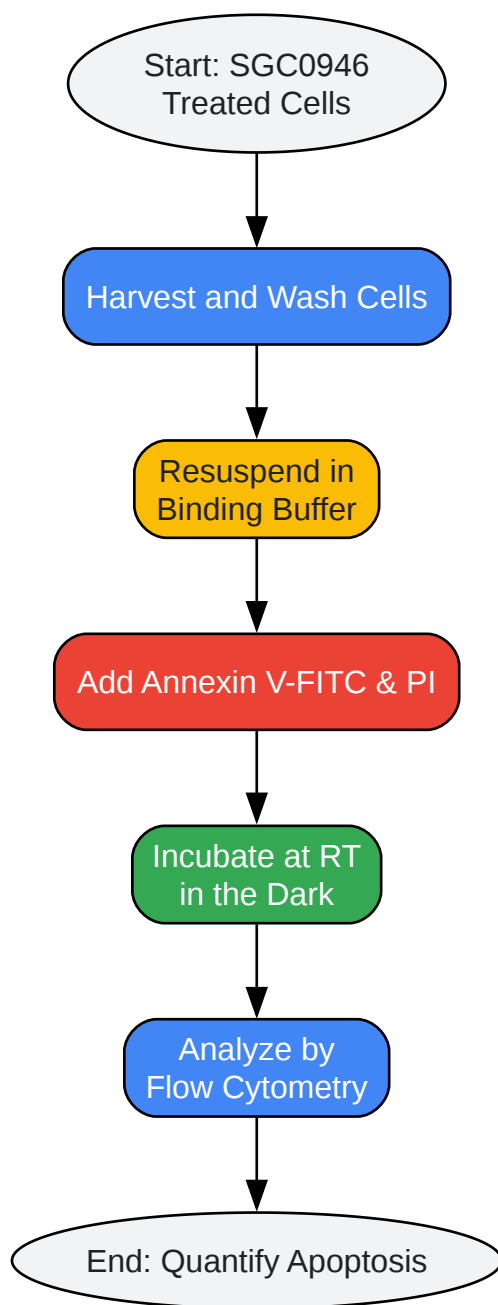 Start: SGC0946
Treated Cells
Harvest and Wash Cells
Resuspend in
Binding Buffer
Add Annexin V-FITC & PI
Incubate at RT
in the Dark
Analyze by
Flow Cytometry
End: Quantify Apoptosis